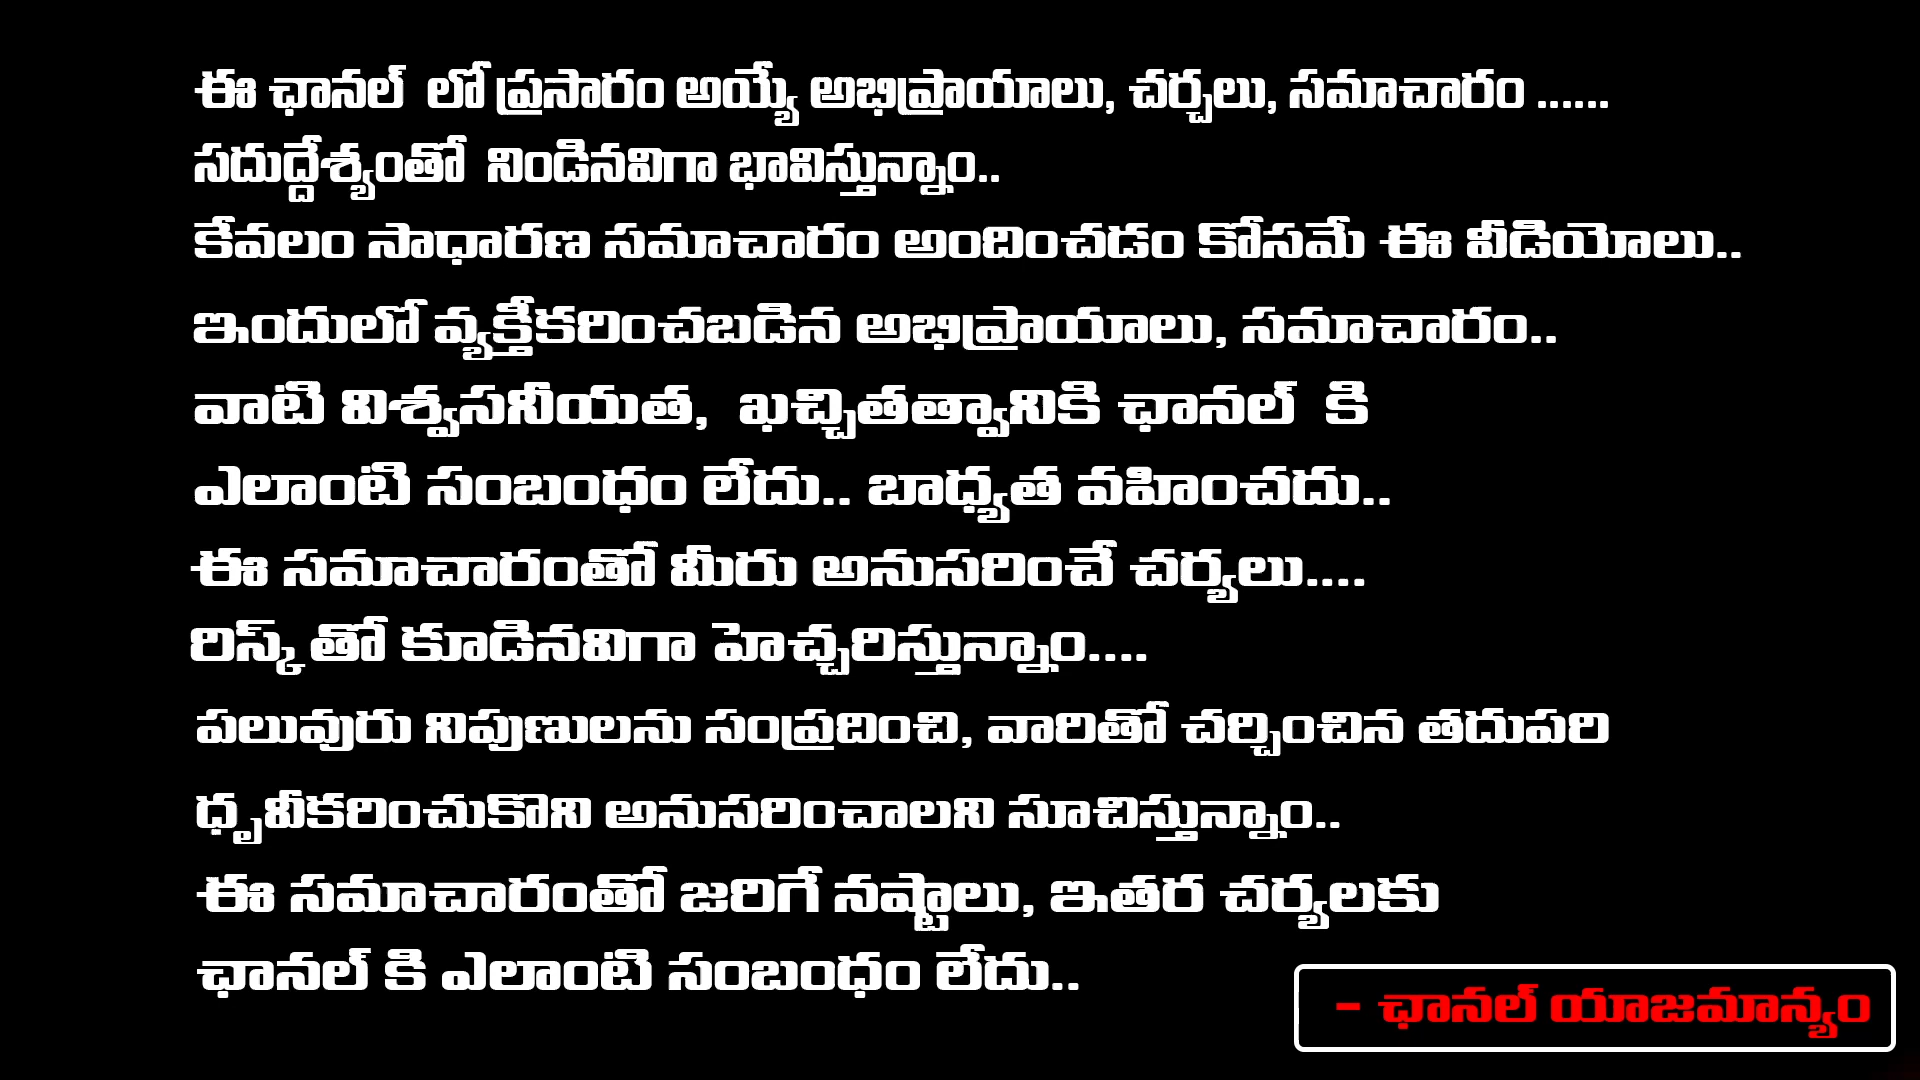 ఈ ఛానల్ లో ప్రసారం అయ్యే అభిప్రాయాలు, చర్చలు, సమాచారం ......
సదుద్దేశ్యంతో నిండినవిగా భావిస్తున్నాం..
కేవలం సాధారణ సమాచారం అందించడం కోసమే ఈ వీడియోలు..
ఇందులో వ్యక్తీకరించబడిన అభిప్రాయాలు, సమాచారం..
వాటి విశ్వసనీయత, ఖచ్చితత్వానికి ఛానల్ కి
ఎలాంటి సంబంధం లేదు.. బాధ్యత వహించదు..
ఈ సమాచారంతో మీరు అనుసరించే చర్యలు....
రిస్క్ తో కూడినవిగా హెచ్చరిస్తున్నాం....
పలువురు నిపుణులను సంప్రదించి, వారితో చర్చించిన తదుపరి
ధృవీకరించుకొని అనుసరించాలని సూచిస్తున్నాం..
ఈ సమాచారంతో జరిగే నష్టాలు, ఇతర చర్యలకు
ఛానల్ కి ఎలాంటి సంబంధం లేదు..
- ఛానల్ యాజమాన్యం